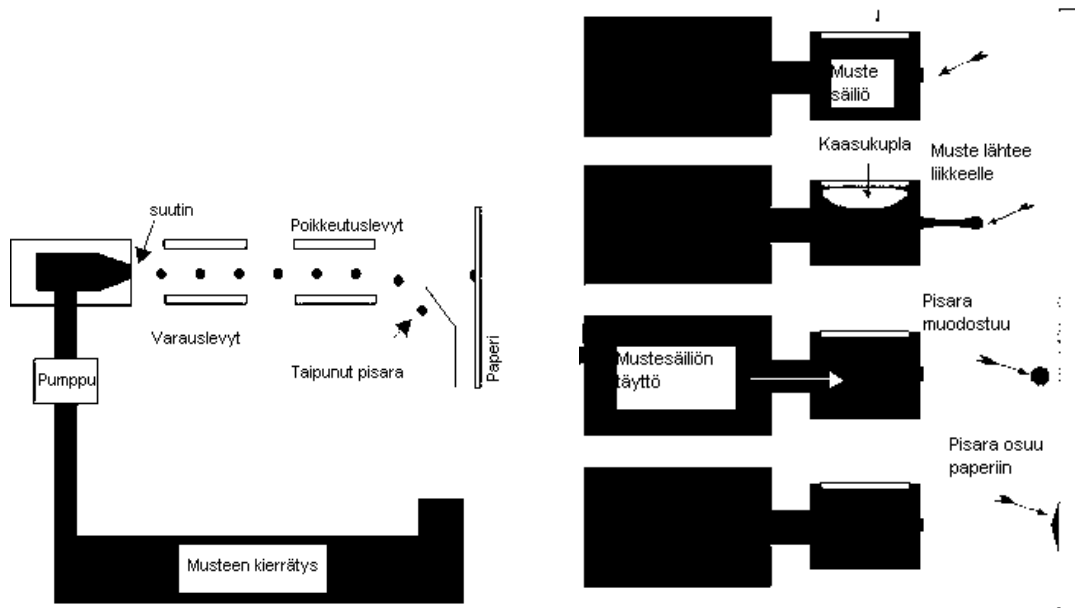 suutin
Poikkeutuslevyt
Varauslevyt
Pumppu
Taipunut pisara
Paperi
Musteen kierrätys
Muste
säiliö
Kaasukupla
Muste lähtee
liikkeelle
Mustesäiliön
täyttö
Pisara
muodostuu
Pisara osuu
paperiin